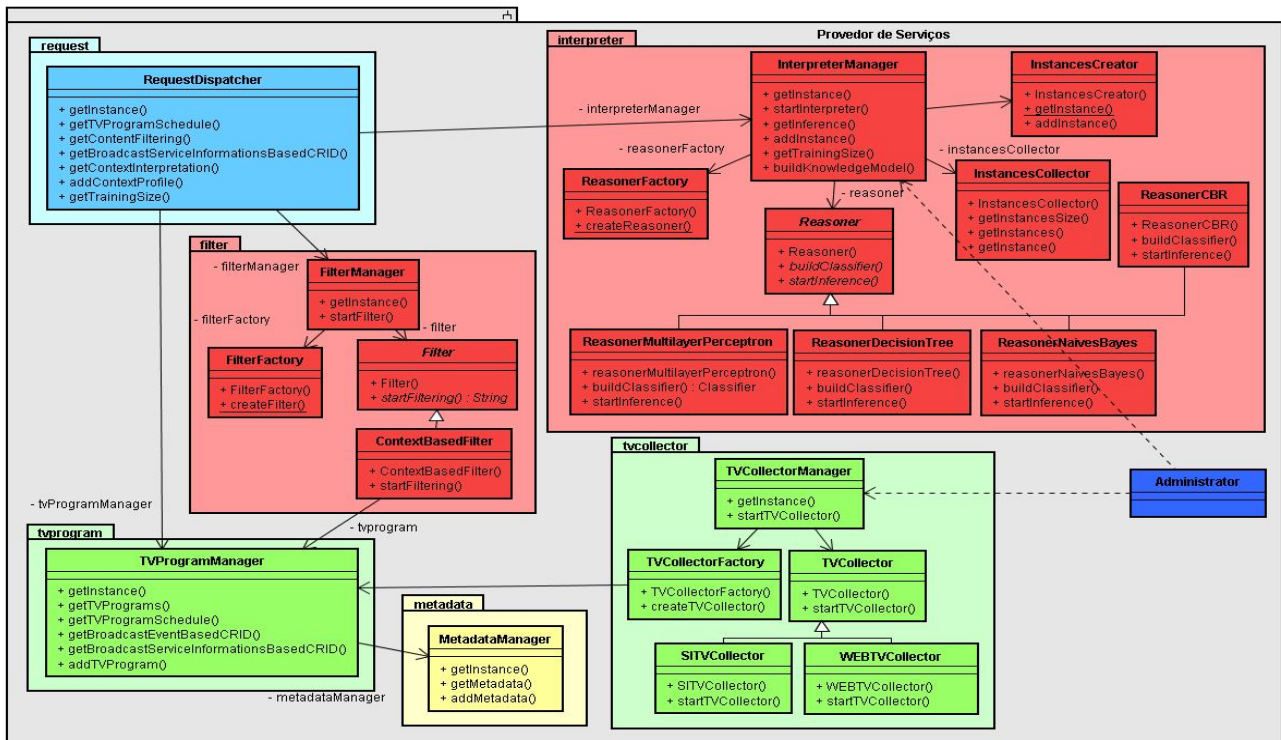 Provedor de Serviços
request
RequestDispatcher
+ getInstance()
+ getTVProgramSchedule()
+ getContentFiltering()
+ getBroadcastServiceInformationsBasedCRID()
+ getContextInterpretation()
+ addContextProfile()
+ getTrainingSize()
interpreter
InterpreterManager
+ getInstance()
+ startInterpreter()
+ getInference()
+ addInstance()
+ getTrainingSize()
+ buildKnowledgeModel()
InstancesCreator
+ InstancesCreator()
+ getInstance()
+ addInstance()
- interpreterManager
- reasonerFactory
- instancesCollector
- reasoner
ReasonerFactory
+ ReasonerFactory()
+ createReasoner()
Reasoner
+ Reasoner()
+ buildClassifier()
+ startInference()
InstancesCollector
+ InstancesCollector()
+ getInstancesSize()
+ getInstances()
+ getInstance()
ReasonerCBR
+ ReasonerCBR()
+ buildClassifier()
+ startInference()
ReasonerMultilayerPerceptron
+ reasonerMultilayerPerceptron()
+ buildClassifier() : Classifier
+ startInference()
ReasonerDecisionTree
+ reasonerDecisionTree()
+ buildClassifier()
+ startInference()
ReasonerNaivesBayes
+ reasonerNaivesBayes()
+ buildClassifier()
+ startInference()
filter
- filterManager
FilterManager
+ getInstance()
+ startFilter()
- filterFactory
- filter
FilterFactory
+ FilterFactory()
+ createFilter()
Filter
+ Filter()
+ startFiltering() : String
ContextBasedFilter
+ ContextBasedFilter()
+ startFiltering()
- tvProgramManager
- tvprogram
tvprogram
TVProgramManager
+ getInstance()
+ getTVPrograms()
+ getTVProgramSchedule()
+ getBroadcastEventBasedCRID()
+ getBroadcastServiceInformationsBasedCRID()
+ addTVProgram()
- metadataManager
metadata
MetadataManager
+ getInstance()
+ getMetadata()
+ addMetadata()
tvcollector
TVCollectorManager
+ getInstance()
+ startTVCollector()
TVCollectorFactory
+ TVCollectorFactory()
+ createTVCollector()
TVCollector
+ TVCollector()
+ startTVCollector()
SITVCollector
+ SITVCollector()
+ startTVCollector()
WEBTVCollector
+ WEBTVCollector()
+ startTVCollector()
Administrator